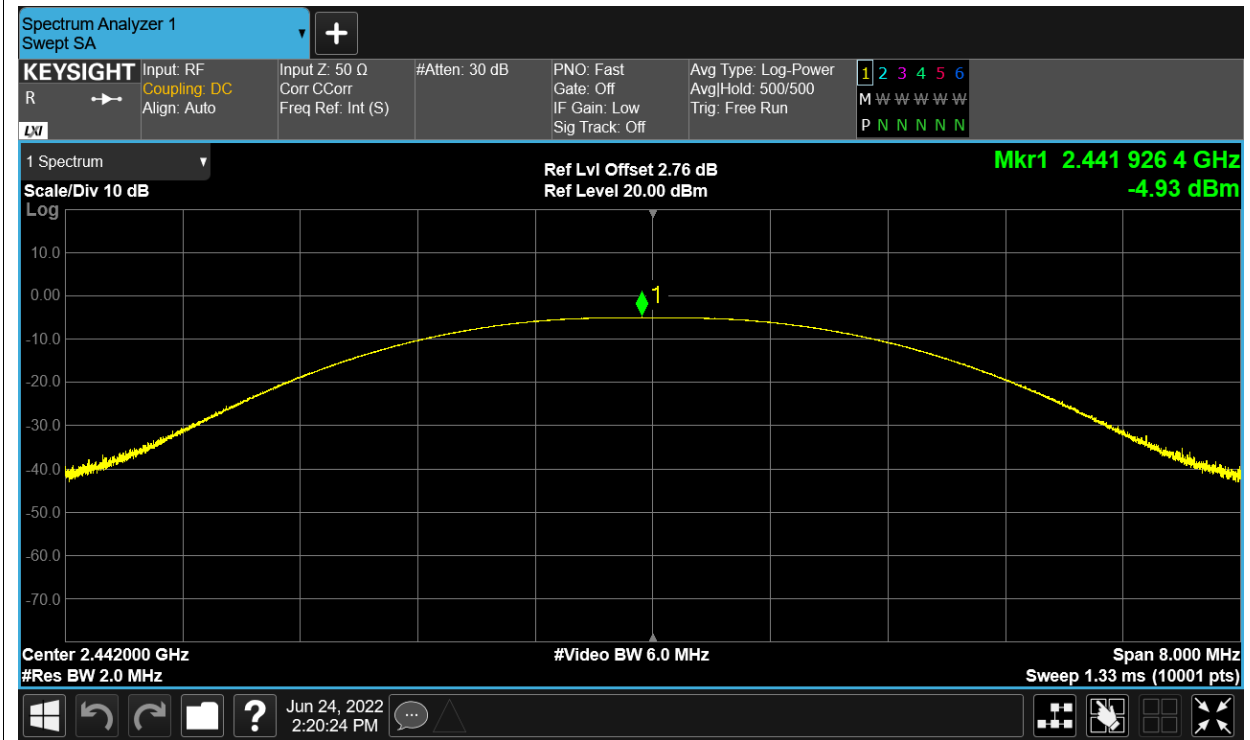 Spectrum Analyzer 1
Swept SA
KEYSIGHT
R
LXI
Input: RF
Coupling: DC
Align: Auto
Input Z: 50 Ω
Corr CCorr
Freq Ref: Int (S)
#Atten: 30 dB
PNO: Fast
Gate: Off
IF Gain: Low
Sig Track: Off
Avg Type: Log-Power
Avg|Hold: 500/500
Trig: Free Run
1 2 3 4 5 6
M W W W W W
P N N N N N
1 Spectrum
Scale/Div 10 dB
Log
Ref Lvl Offset 2.76 dB
Ref Level 20.00 dBm
Mkr1 2.441 926 4 GHz
-4.93 dBm
10.0
0.00
-10.0
-20.0
-30.0
-40.0
-50.0
-60.0
-70.0
1
Center 2.442000 GHz
#Res BW 2.0 MHz
#Video BW 6.0 MHz
Span 8.000 MHz
Sweep 1.33 ms (10001 pts)
?
Jun 24, 2022
2:20:24 PM